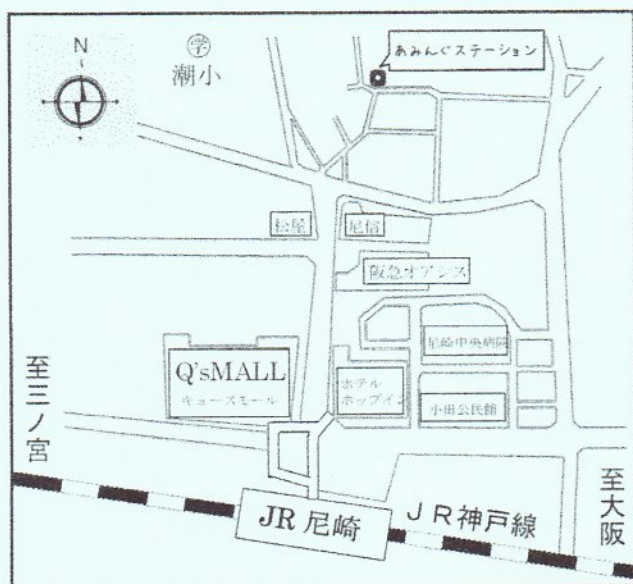 N
学
潮小
あみんぐステーション
松屋
尼信
阪急オアシス
尼崎中央病院
Q'sMALL
キューズモール
ホテル
ホップイン
小田公民館
至三ノ宮
至大阪
JR 尼崎
JR神戸線